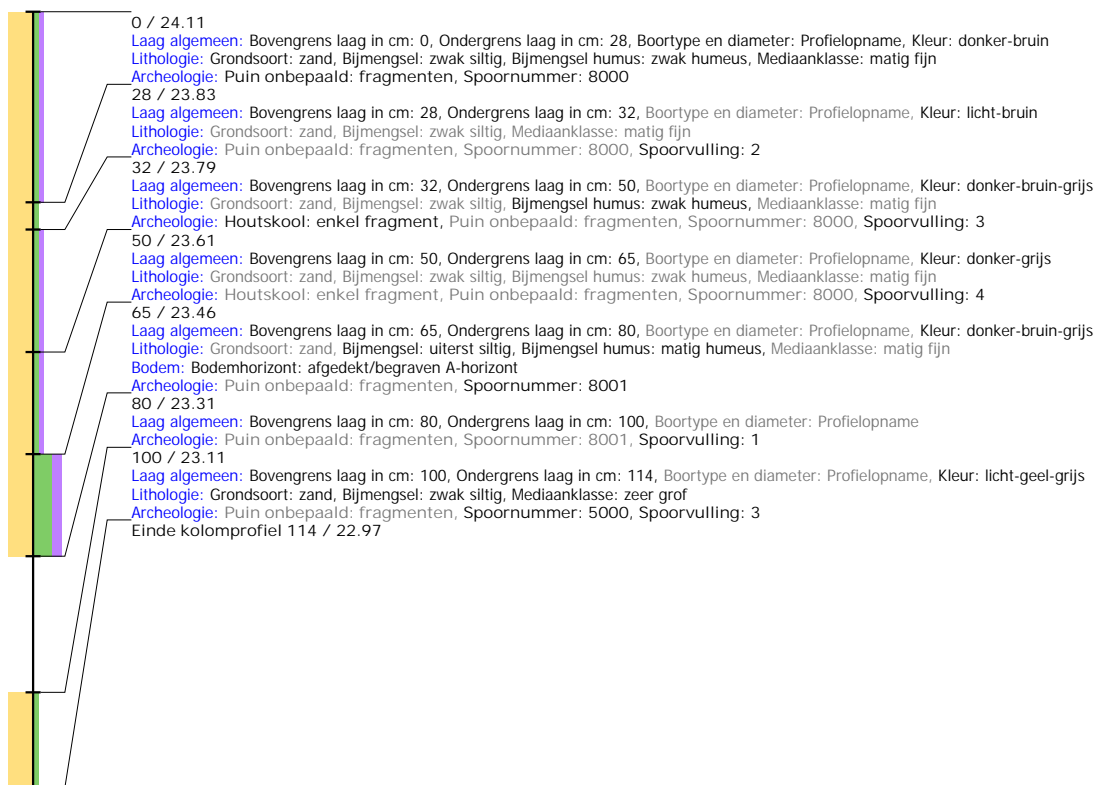 0 / 24.11
Laag algemeen: Bovengrens laag in cm: 0, Ondergrens laag in cm: 28, Boortype en diameter: Profielopname, Kleur: donker-bruin
Lithologie: Grondsoort: zand, Bijmengsel: zwak siltig, Bijmengsel humus: zwak humeus, Mediaanklasse: matig fijn
Archeologie: Puin onbepaald: fragmenten, Spoornummer: 8000
28 / 23.83
Laag algemeen: Bovengrens laag in cm: 28, Ondergrens laag in cm: 32, Boortype en diameter: Profielopname, Kleur: licht-bruin
Lithologie: Grondsoort: zand, Bijmengsel: zwak siltig, Mediaanklasse: matig fijn
Archeologie: Puin onbepaald: fragmenten, Spoornummer: 8000, Spoorvulling: 2
32 / 23.79
Laag algemeen: Bovengrens laag in cm: 32, Ondergrens laag in cm: 50, Boortype en diameter: Profielopname, Kleur: donker-bruin-grijs
Lithologie: Grondsoort: zand, Bijmengsel: zwak siltig, Bijmengsel humus: zwak humeus, Mediaanklasse: matig fijn
Archeologie: Houtskool: enkel fragment, Puin onbepaald: fragmenten, Spoornummer: 8000, Spoorvulling: 3
50 / 23.61
Laag algemeen: Bovengrens laag in cm: 50, Ondergrens laag in cm: 65, Boortype en diameter: Profielopname, Kleur: donker-grijs
Lithologie: Grondsoort: zand, Bijmengsel: zwak siltig, Bijmengsel humus: zwak humeus, Mediaanklasse: matig fijn
Archeologie: Houtskool: enkel fragment, Puin onbepaald: fragmenten, Spoornummer: 8000, Spoorvulling: 4
65 / 23.46
Laag algemeen: Bovengrens laag in cm: 65, Ondergrens laag in cm: 80, Boortype en diameter: Profielopname, Kleur: donker-bruin-grijs
Lithologie: Grondsoort: zand, Bijmengsel: uiterst siltig, Bijmengsel humus: matig humeus, Mediaanklasse: matig fijn
Bodem: Bodemhorizont: afgedekt/begraven A-horizont
Archeologie: Puin onbepaald: fragmenten, Spoornummer: 8001
80 / 23.31
Laag algemeen: Bovengrens laag in cm: 80, Ondergrens laag in cm: 100, Boortype en diameter: Profielopname
Archeologie: Puin onbepaald: fragmenten, Spoornummer: 8001, Spoorvulling: 1
100 / 23.11
Laag algemeen: Bovengrens laag in cm: 100, Ondergrens laag in cm: 114, Boortype en diameter: Profielopname, Kleur: licht-geel-grijs
Lithologie: Grondsoort: zand, Bijmengsel: zwak siltig, Mediaanklasse: zeer grof
Archeologie: Puin onbepaald: fragmenten, Spoornummer: 5000, Spoorvulling: 3
Einde kolomprofiel 114 / 22.97